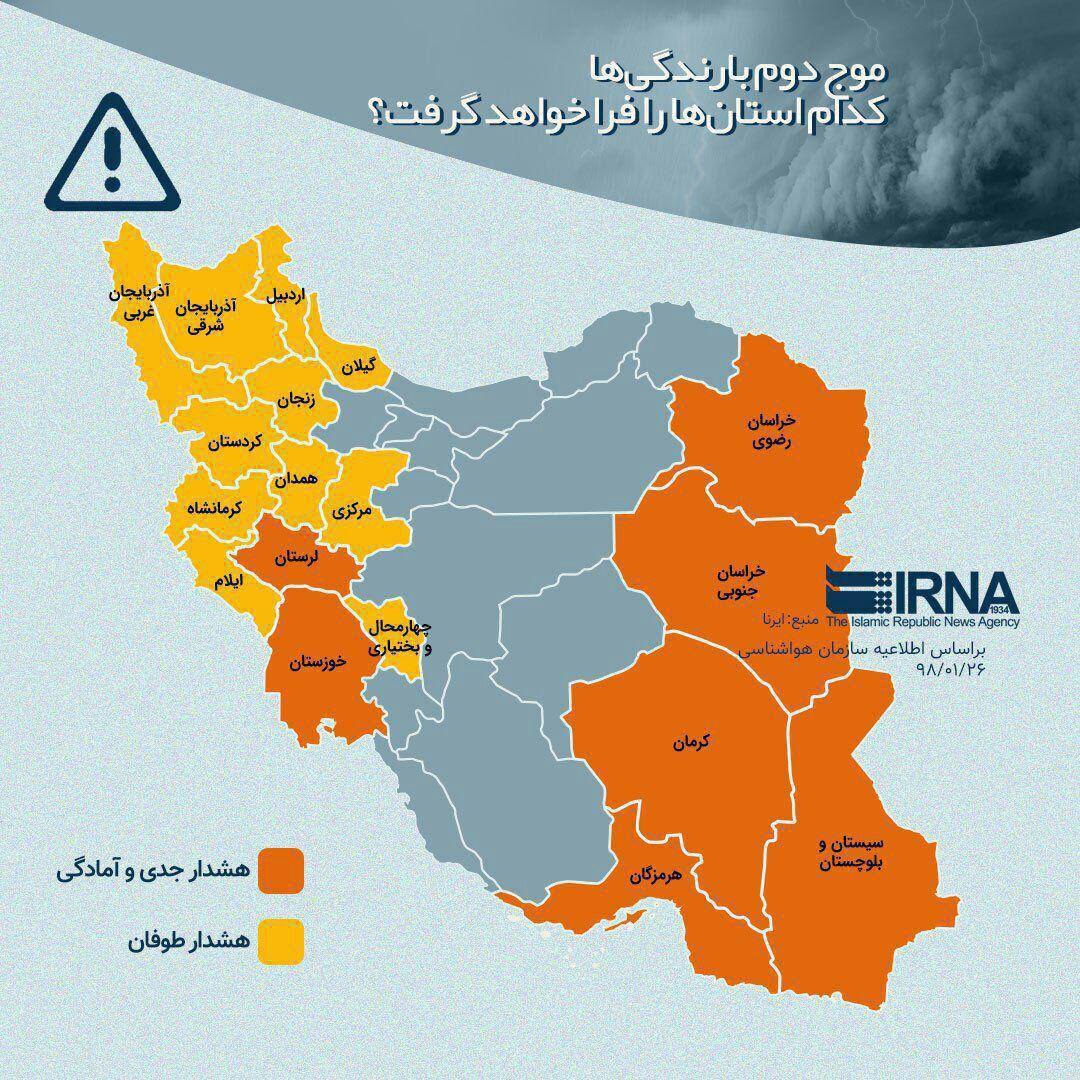 موج دوم بارندگی‌ها
کدام استان‌ها را فرا خواهد گرفت؟
آذربایجان
غربی
آذربایجان
شرقی
اردبیل
گیلان
زنجان
کردستان
همدان
کرمانشاه
مرکزی
لرستان
ایلام
چهارمحال
و بختیاری
خوزستان
خراسان
رضوی
خراسان
جنوبی
IRNA
1934
The Islamic Republic News Agency
منبع: ایرنا
براساس اطلاعیه سازمان هواشناسی
۹۸/۰۱/۲۶
کرمان
سیستان و
بلوچستان
هرمزگان
هشدار جدی و آمادگی
هشدار طوفان